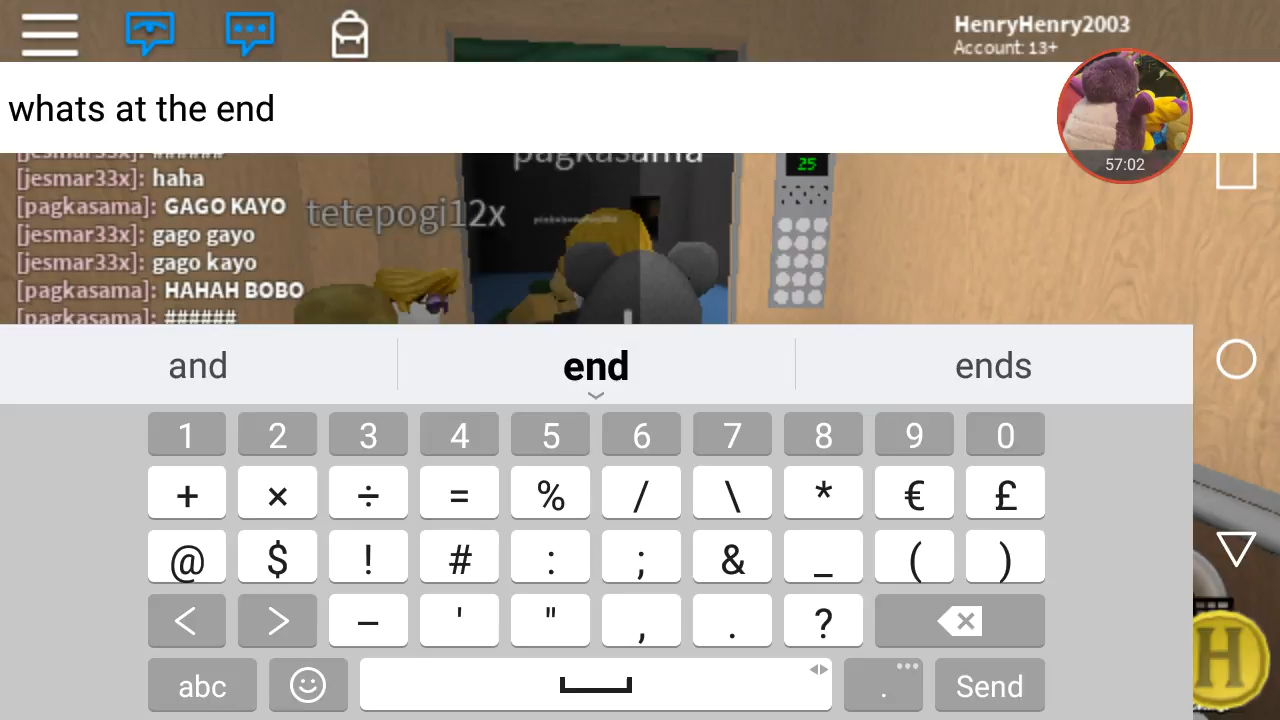 HenryHenry2003
Account: 13+
whats at the end
57:02
pagkasama
25
[jesmar33x]: ######
[jesmar33x]: haha
[pagkasama]: GAGO KAYO
tetepogi12x
[jesmar33x]: gago gayo
[jesmar33x]: gago kayo
[pagkasama]: HAHAH BOBO
[pagkasama]: ######
and end ends
1 2 3 4 5 6 7 8 9 0
+ × ÷ = % / \ * € £
@ $ ! # : ; & _ ( )
< > – ' " , . ?
abc . Send
H